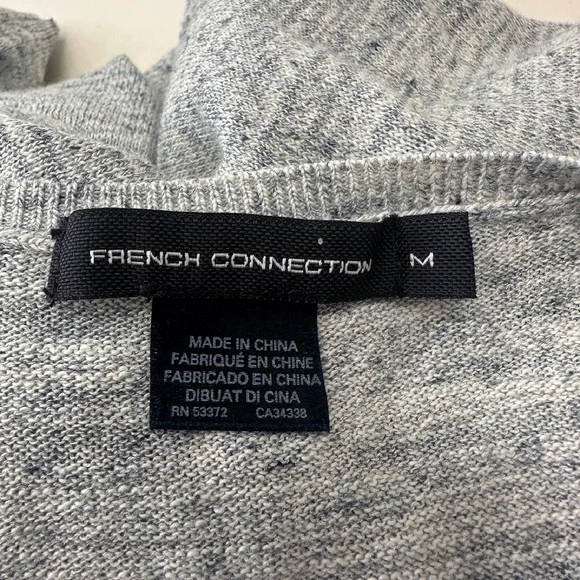 FRENCH CONNECTION M
MADE IN CHINA
FABRIQUÉ EN CHINE
FABRICADO EN CHINA
DIBUAT DI CINA
RN 53372 CA34338